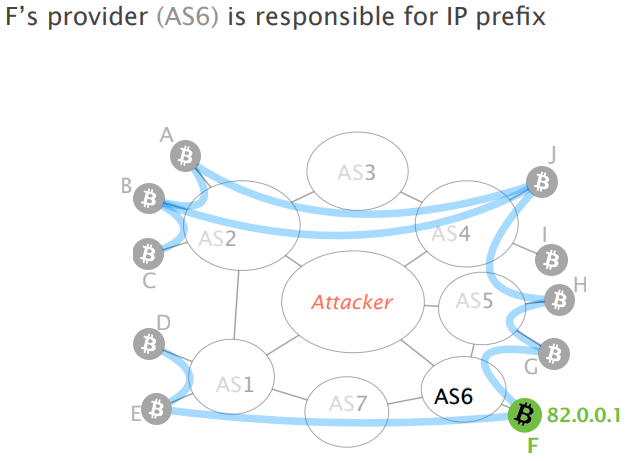 F's provider (AS6) is responsible for IP prefix
A
J
AS3
B
AS2
AS4
I
C
H
Attacker
AS5
D
G
AS1
AS6
E
AS7
82.0.0.1
F